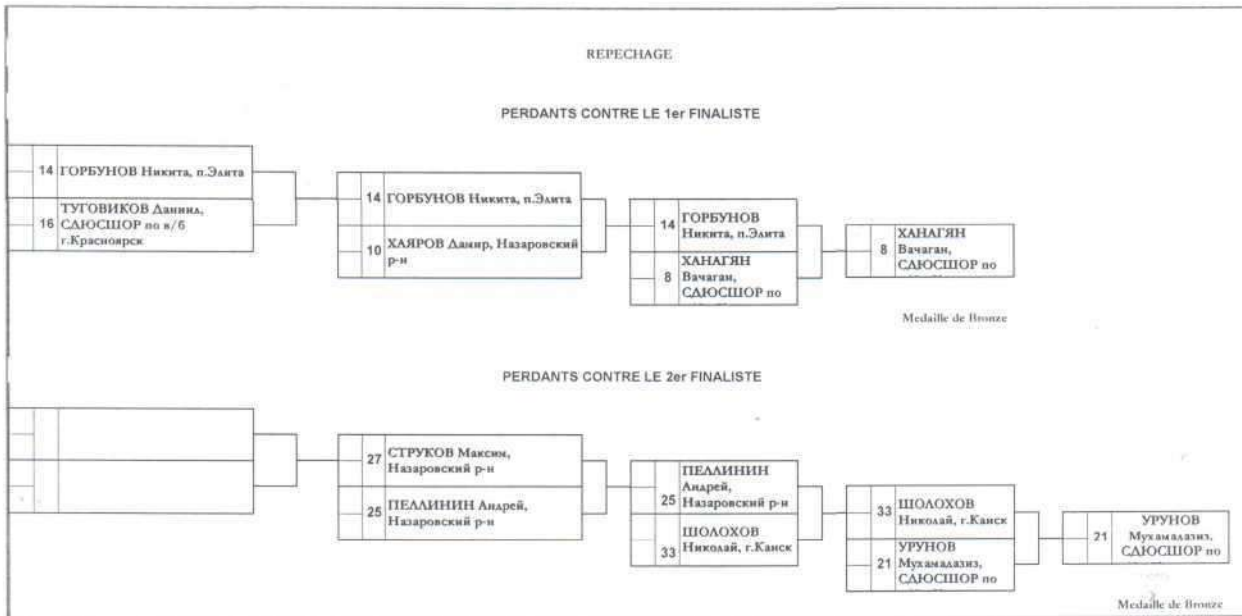 REPECHAGE
PERDANTS CONTRE LE 1er FINALISTE
14 ГОРБУНОВ Никита, п.Элита
16 ТУГОВИКОВ Даниил,
СДЮСШОР по в/б
г.Красноярск
14 ГОРБУНОВ Никита, п.Элита
10 ХАЯРОВ Дамир, Назаровский
р-н
14 ГОРБУНОВ
Никита, п.Элита
8 ХАНАГЯН
Вачаган,
СДЮСШОР по
8 ХАНАГЯН
Вачаган,
СДЮСШОР по
Medaille de Bronze
PERDANTS CONTRE LE 2er FINALISTE
27 СТРУКОВ Максим,
Назаровский р-н
25 ПЕЛЛИНИН Андрей,
Назаровский р-н
25 ПЕЛЛИНИН
Андрей,
Назаровский р-н
33 ШОЛОХОВ
Николай, г.Канск
33 ШОЛОХОВ
Николай, г.Канск
21 УРУНОВ
Мухамадазиз,
СДЮСШОР по
21 УРУНОВ
Мухамадазиз,
СДЮСШОР по
Medaille de Bronze